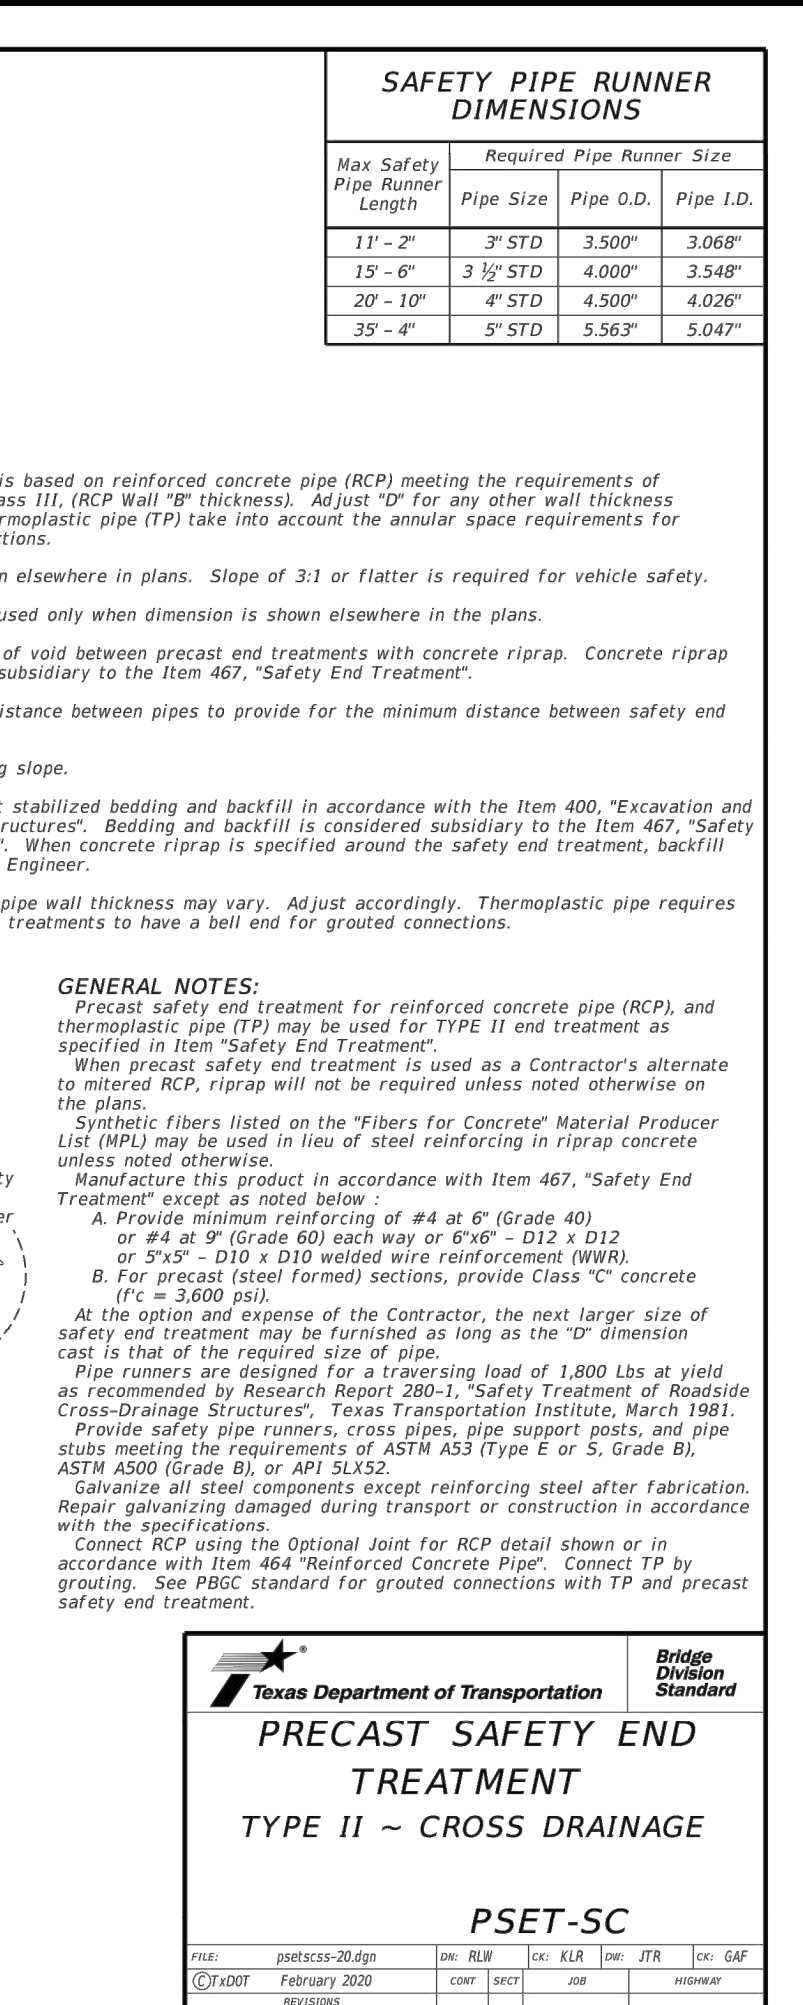 SAFETY PIPE RUNNER
DIMENSIONS
Max Safety Pipe Runner Length
Required Pipe Runner Size
Pipe Size Pipe O.D. Pipe I.D.
11' – 2" 3" STD 3.500" 3.068"
15' – 6" 3 ½" STD 4.000" 3.548"
20' – 10" 4" STD 4.500" 4.026"
35' – 4" 5" STD 5.563" 5.047"
is based on reinforced concrete pipe (RCP) meeting the requirements of
ass III, (RCP Wall "B" thickness). Adjust "D" for any other wall thickness
rmoplastic pipe (TP) take into account the annular space requirements for
ctions.
n elsewhere in plans. Slope of 3:1 or flatter is required for vehicle safety.
used only when dimension is shown elsewhere in the plans.
of void between precast end treatments with concrete riprap. Concrete riprap
subsidiary to the Item 467, "Safety End Treatment".
istance between pipes to provide for the minimum distance between safety end
g slope.
t stabilized bedding and backfill in accordance with the Item 400, "Excavation and
ructures". Bedding and backfill is considered subsidiary to the Item 467, "Safety
". When concrete riprap is specified around the safety end treatment, backfill
Engineer.
pipe wall thickness may vary. Adjust accordingly. Thermoplastic pipe requires
treatments to have a bell end for grouted connections.
GENERAL NOTES:
Precast safety end treatment for reinforced concrete pipe (RCP), and
thermoplastic pipe (TP) may be used for TYPE II end treatment as
specified in Item "Safety End Treatment".
When precast safety end treatment is used as a Contractor's alternate
to mitered RCP, riprap will not be required unless noted otherwise on
the plans.
Synthetic fibers listed on the "Fibers for Concrete" Material Producer
List (MPL) may be used in lieu of steel reinforcing in riprap concrete
unless noted otherwise.
Manufacture this product in accordance with Item 467, "Safety End
Treatment" except as noted below :
A. Provide minimum reinforcing of #4 at 6" (Grade 40)
or #4 at 9" (Grade 60) each way or 6"x6" – D12 x D12
or 5"x5" – D10 x D10 welded wire reinforcement (WWR).
B. For precast (steel formed) sections, provide Class "C" concrete
(f'c = 3,600 psi).
At the option and expense of the Contractor, the next larger size of
safety end treatment may be furnished as long as the "D" dimension
cast is that of the required size of pipe.
Pipe runners are designed for a traversing load of 1,800 Lbs at yield
as recommended by Research Report 280–1, "Safety Treatment of Roadside
Cross–Drainage Structures", Texas Transportation Institute, March 1981.
Provide safety pipe runners, cross pipes, pipe support posts, and pipe
stubs meeting the requirements of ASTM A53 (Type E or S, Grade B),
ASTM A500 (Grade B), or API 5LX52.
Galvanize all steel components except reinforcing steel after fabrication.
Repair galvanizing damaged during transport or construction in accordance
with the specifications.
Connect RCP using the Optional Joint for RCP detail shown or in
accordance with Item 464 "Reinforced Concrete Pipe". Connect TP by
grouting. See PBGC standard for grouted connections with TP and precast
safety end treatment.
ty
er
®
Texas Department of Transportation
Bridge
Division
Standard
PRECAST SAFETY END
TREATMENT
TYPE II ~ CROSS DRAINAGE
PSET-SC
FILE: psetscss–20.dgn DN: RLW CK: KLR DW: JTR CK: GAF
©TxDOT February 2020 CONT SECT JOB HIGHWAY
REVISIONS